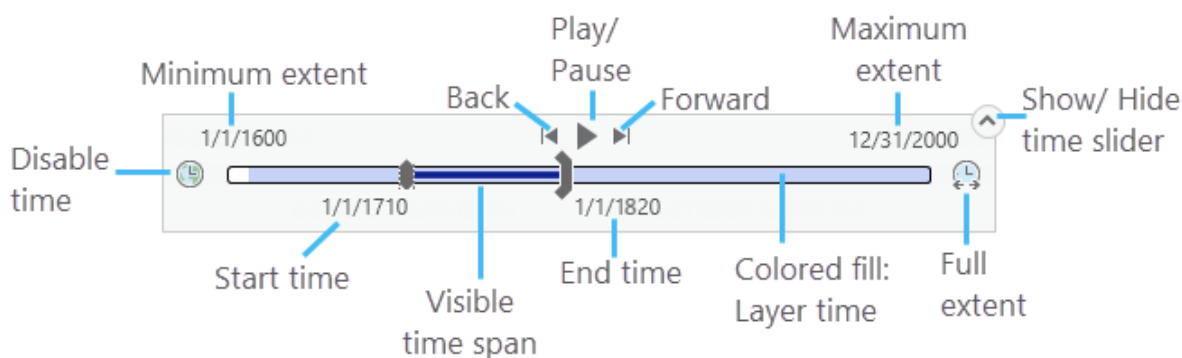 Play/
Pause
Maximum
extent
Minimum extent
Back
Forward
Show/ Hide
time slider
1/1/1600
12/31/2000
Disable
time
1/1/1710
1/1/1820
Start time
Visible
time span
End time
Colored fill:
Layer time
Full
extent